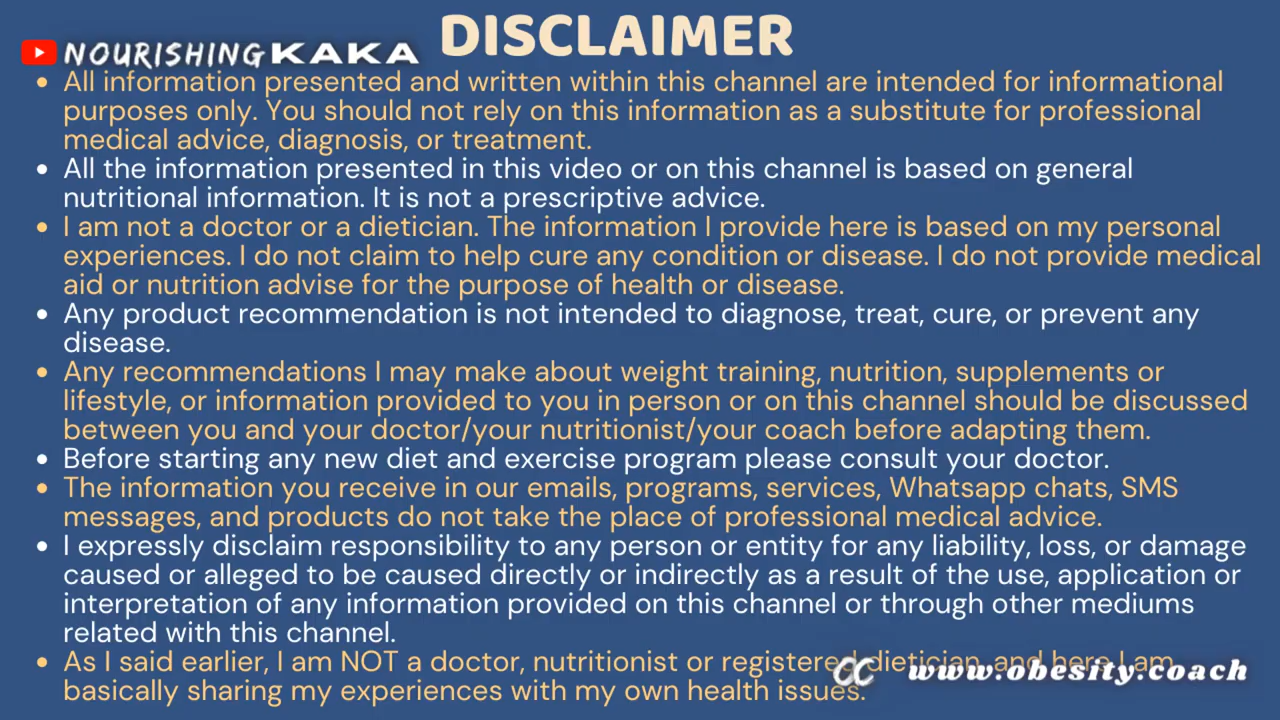 DISCLAIMER
NOURISHING KAKA
• All information presented and written within this channel are intended for informational
purposes only. You should not rely on this information as a substitute for professional
medical advice, diagnosis, or treatment.
• All the information presented in this video or on this channel is based on general
nutritional information. It is not a prescriptive advice.
• I am not a doctor or a dietician. The information I provide here is based on my personal
experiences. I do not claim to help cure any condition or disease. I do not provide medical
aid or nutrition advise for the purpose of health or disease.
• Any product recommendation is not intended to diagnose, treat, cure, or prevent any
disease.
• Any recommendations I may make about weight training, nutrition, supplements or
lifestyle, or information provided to you in person or on this channel should be discussed
between you and your doctor/your nutritionist/your coach before adapting them.
• Before starting any new diet and exercise program please consult your doctor.
• The information you receive in our emails, programs, services, Whatsapp chats, SMS
messages, and products do not take the place of professional medical advice.
• I expressly disclaim responsibility to any person or entity for any liability, loss, or damage
caused or alleged to be caused directly or indirectly as a result of the use, application or
interpretation of any information provided on this channel or through other mediums
related with this channel.
• As I said earlier, I am NOT a doctor, nutritionist or registered dietician, and here I am
basically sharing my experiences with my own health issues.
OC www.obesity.coach